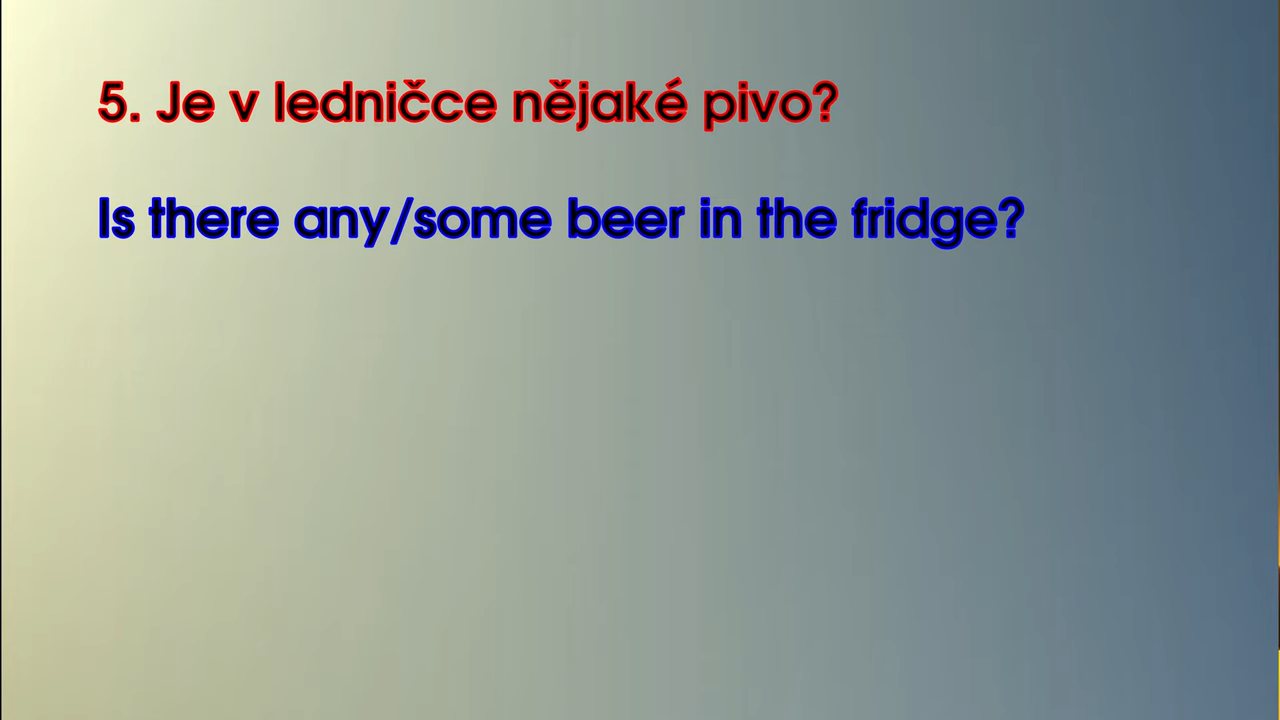 5. Je v ledničce nějaké pivo?
Is there any/some beer in the fridge?